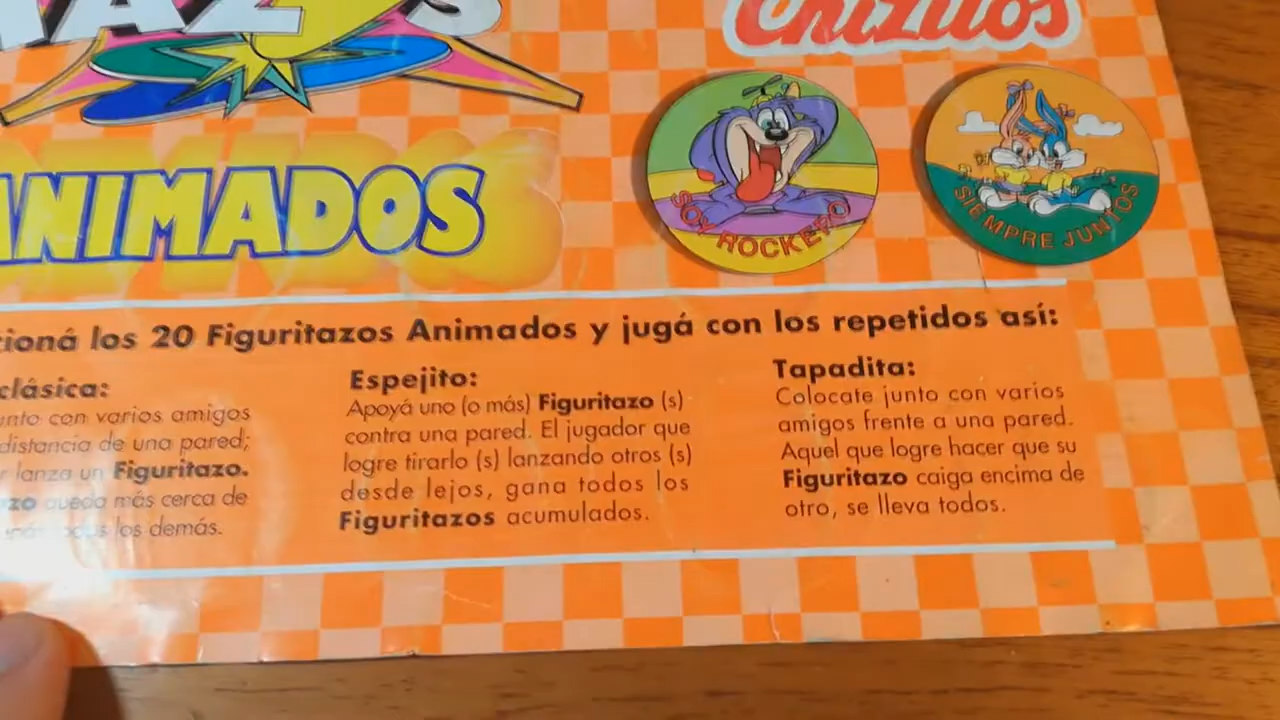 Chizitos
ANIMADOS
SOY ROCKERO
SIEMPRE JUNTOS
los 20 Figuritazos Animados y jugá con los repetidos así:
clásica:
con varios amigos
distancia de una pared;
lanza un Figuritazo.
queda más cerca de
los demás.
Espejito:
Apoyá uno (o más) Figuritazo (s)
contra una pared. El jugador que
logre tirarlo (s) lanzando otros (s)
desde lejos, gana todos los
Figuritazos acumulados.
Tapadita:
Colocate junto con varios
amigos frente a una pared.
Aquel que logre hacer que su
Figuritazo caiga encima de
otro, se lleva todos.